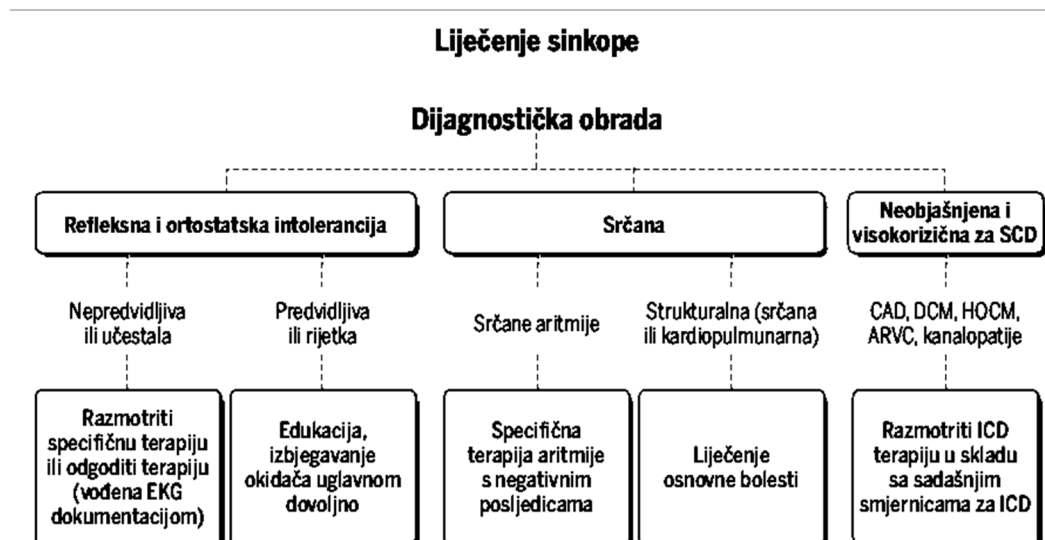 Liječenje sinkope
Dijagnostička obrada
Refleksna i ortostatska intolerancija
Srčana
Neobjašnjena i
visokorizična za SCD
Nepredvidljiva
ili učestala
Predvidljiva
ili rijetka
Srčane aritmije
Strukturalna (srčana
ili kardiopulmunarna)
CAD, DCM, HOCM,
ARVC, kanalopatije
Razmotriti
specifičnu terapiju
ili odgoditi terapiju
(vođena EKG
dokumentacijom)
Edukacija,
izbjegavanje
okidača uglavnom
dovoljno
Specifična
terapija aritmije
s negativnim
posljedicama
Liječenje
osnovne bolesti
Razmotriti ICD
terapiju u skladu
sa sadašnjim
smjernicama za ICD